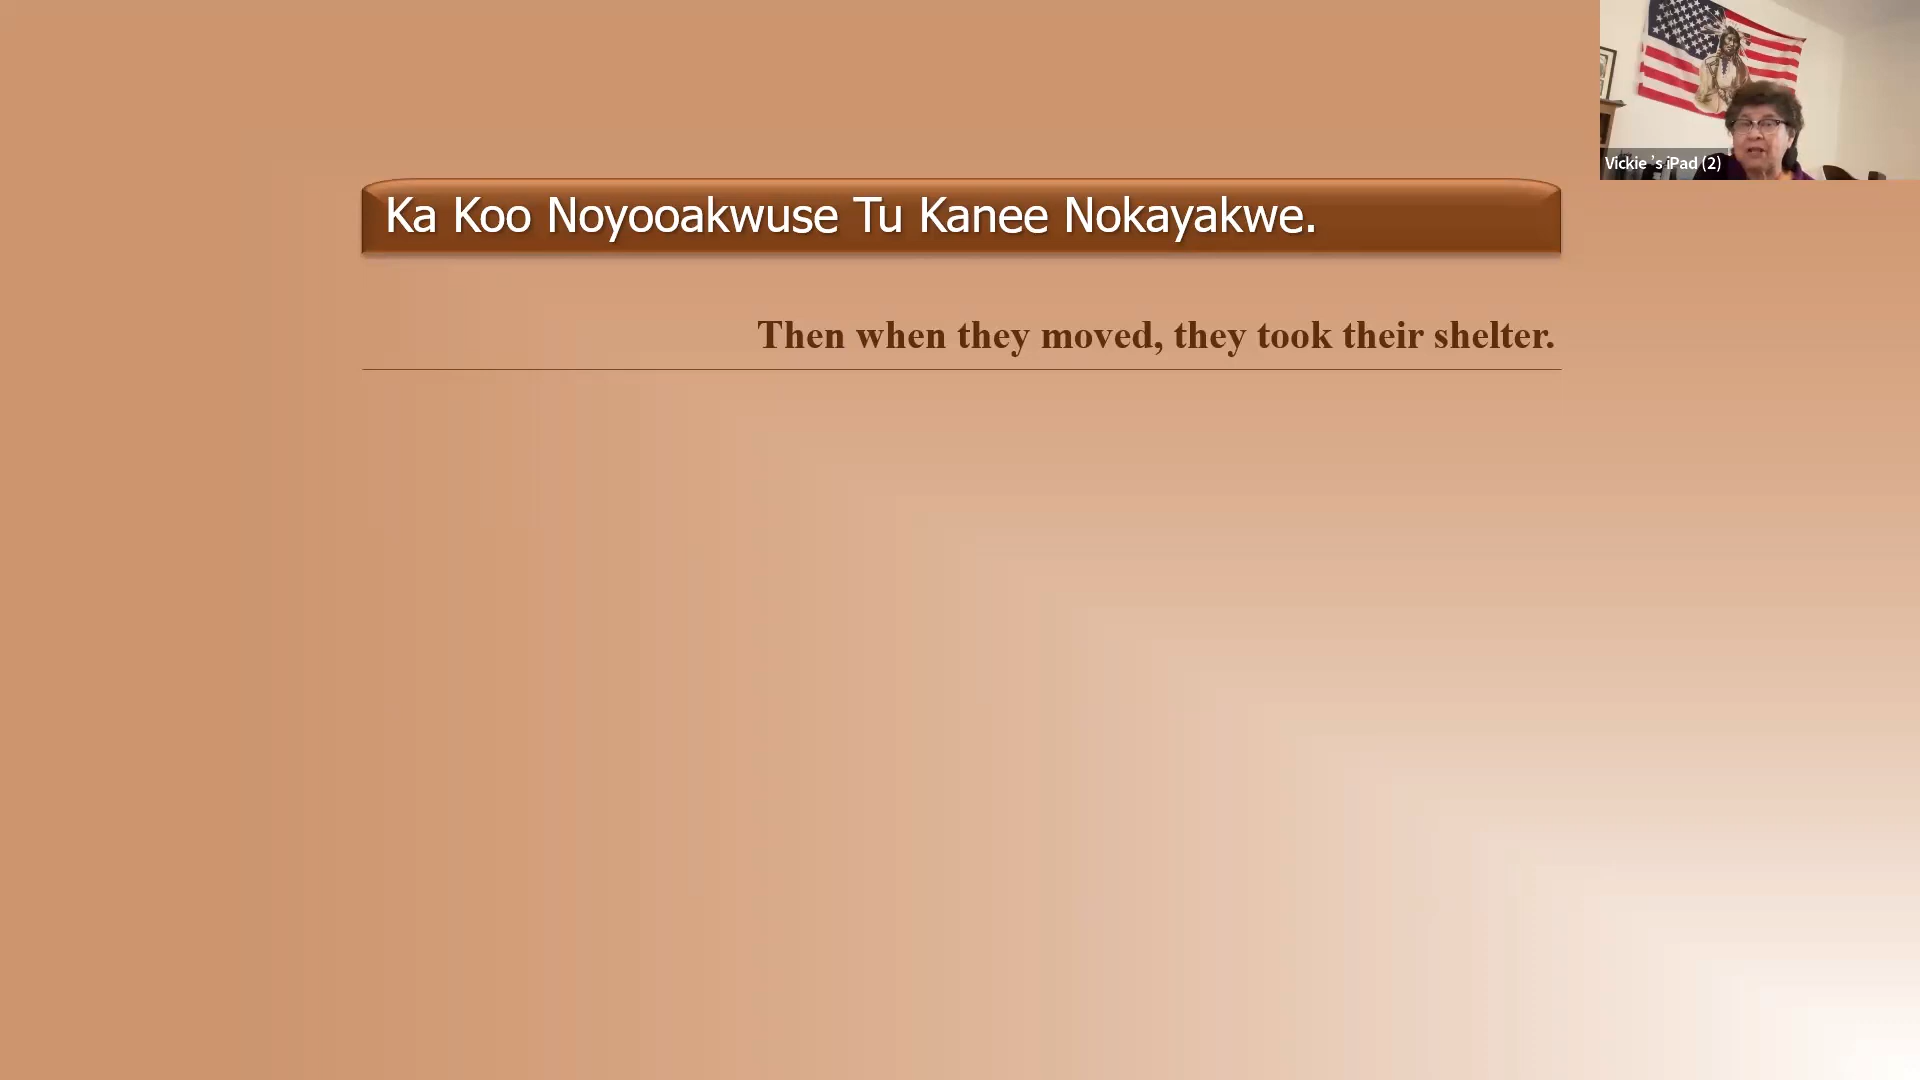 Ka Koo Noyooakwuse Tu Kanee Nokayakwe.
Then when they moved, they took their shelter.
Vickie 's iPad (2)